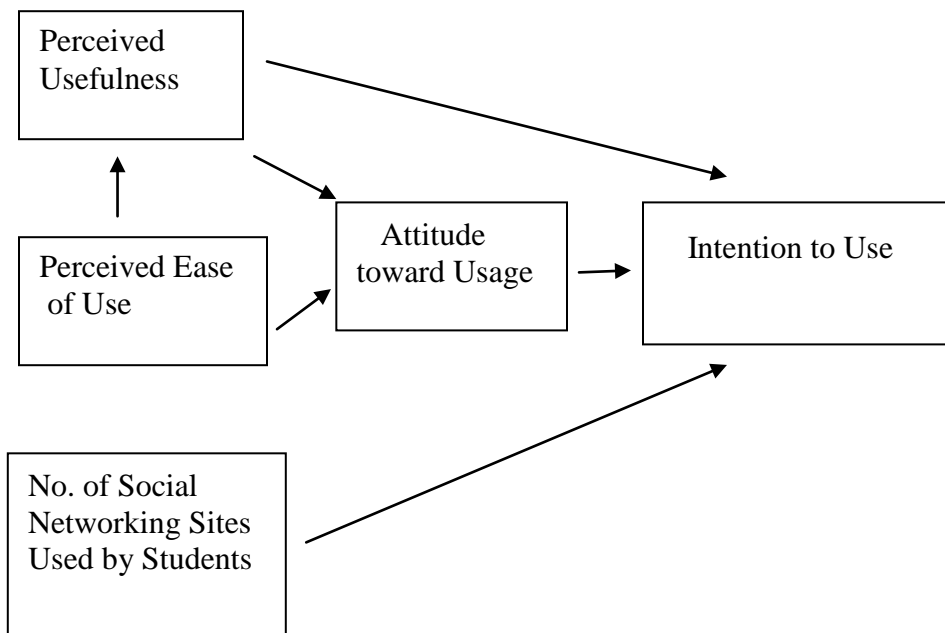 Perceived
Usefulness
Perceived Ease
of Use
Attitude
toward Usage
Intention to Use
No. of Social
Networking Sites
Used by Students